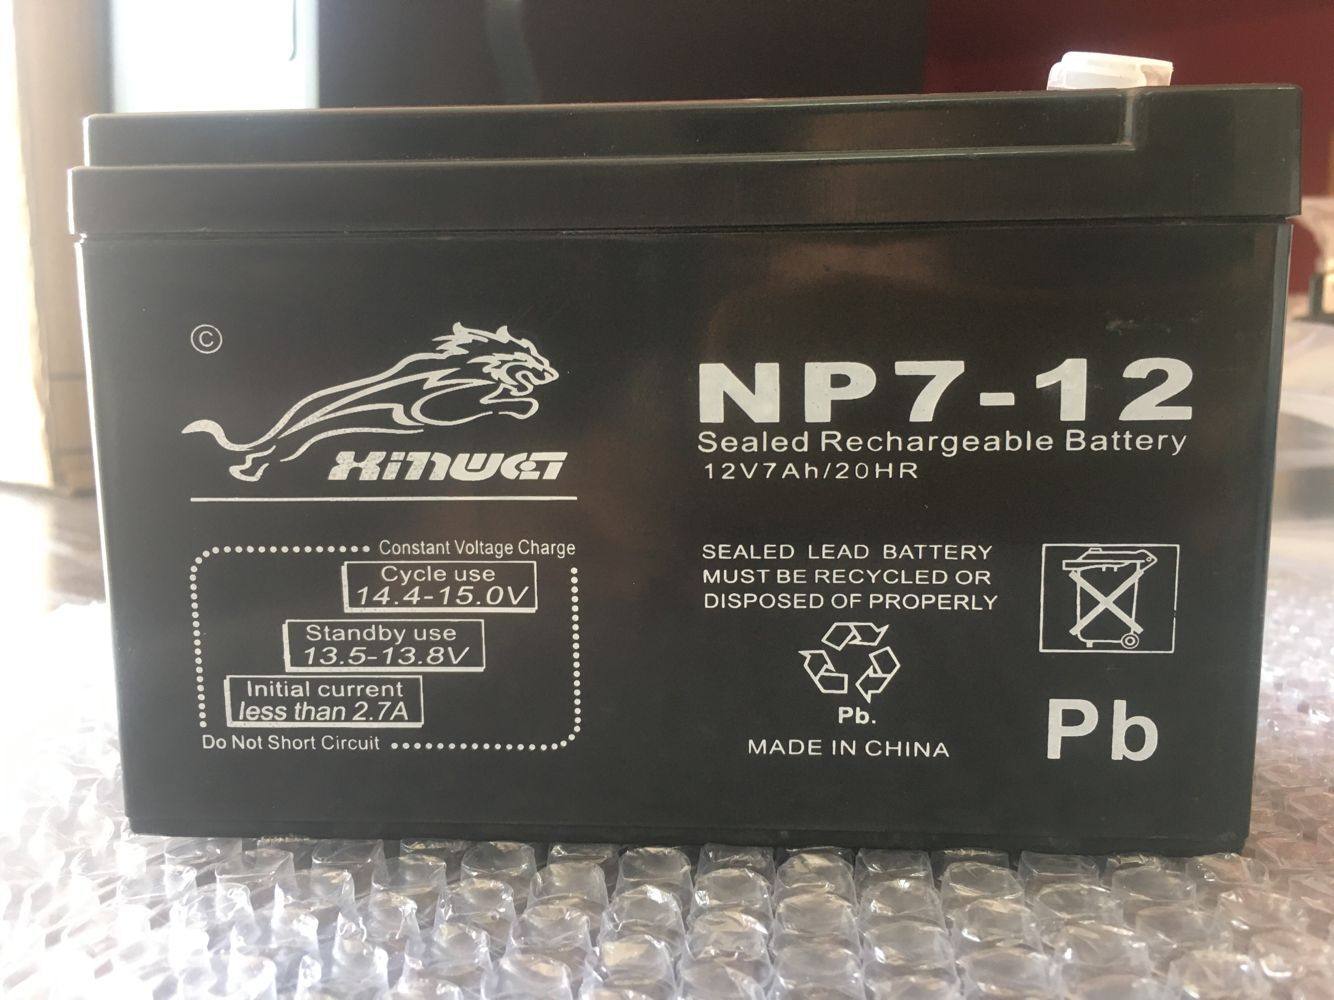 ©
XINWEI
NP7-12
Sealed Rechargeable Battery
12V7Ah/20HR
Constant Voltage Charge
Cycle use
14.4-15.0V
Standby use
13.5-13.8V
Initial current
less than 2.7A
Do Not Short Circuit
SEALED LEAD BATTERY
MUST BE RECYCLED OR
DISPOSED OF PROPERLY
Pb.
MADE IN CHINA
Pb